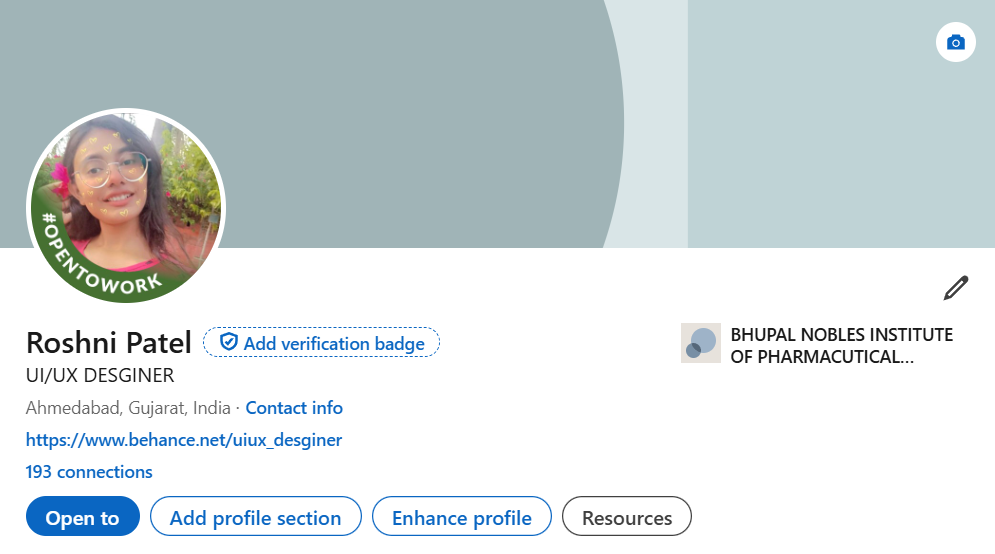 #OPENTOWORK
Roshni Patel
Add verification badge
UI/UX DESGINER
Ahmedabad, Gujarat, India · Contact info
https://www.behance.net/uiux_desginer
193 connections
BHUPAL NOBLES INSTITUTE
OF PHARMACUTICAL...
Open to
Add profile section
Enhance profile
Resources